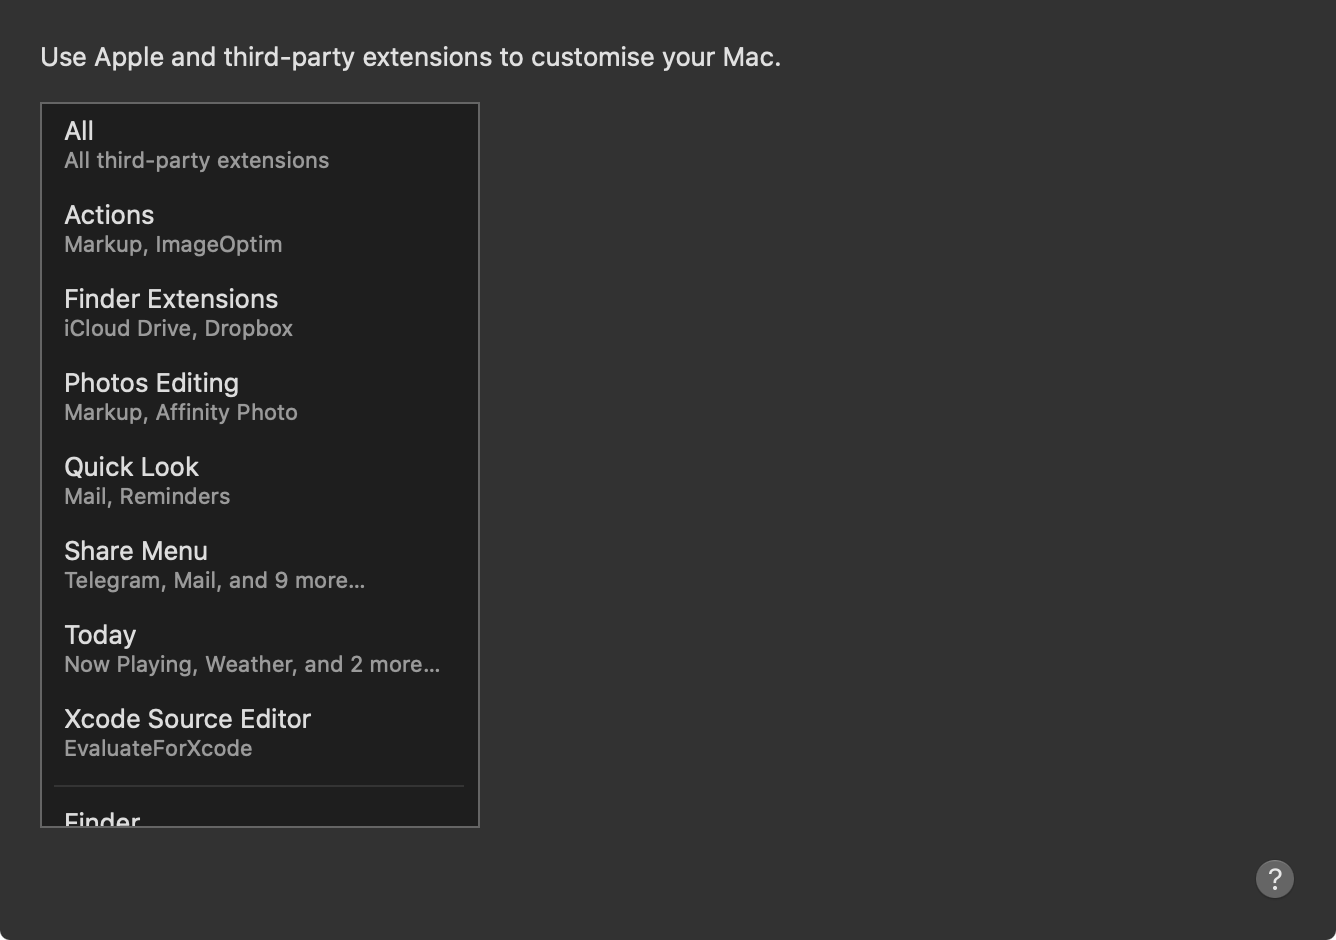 Use Apple and third-party extensions to customise your Mac.
All
All third-party extensions
Actions
Markup, ImageOptim
Finder Extensions
iCloud Drive, Dropbox
Photos Editing
Markup, Affinity Photo
Quick Look
Mail, Reminders
Share Menu
Telegram, Mail, and 9 more...
Today
Now Playing, Weather, and 2 more...
Xcode Source Editor
EvaluateForXcode
Finder
?